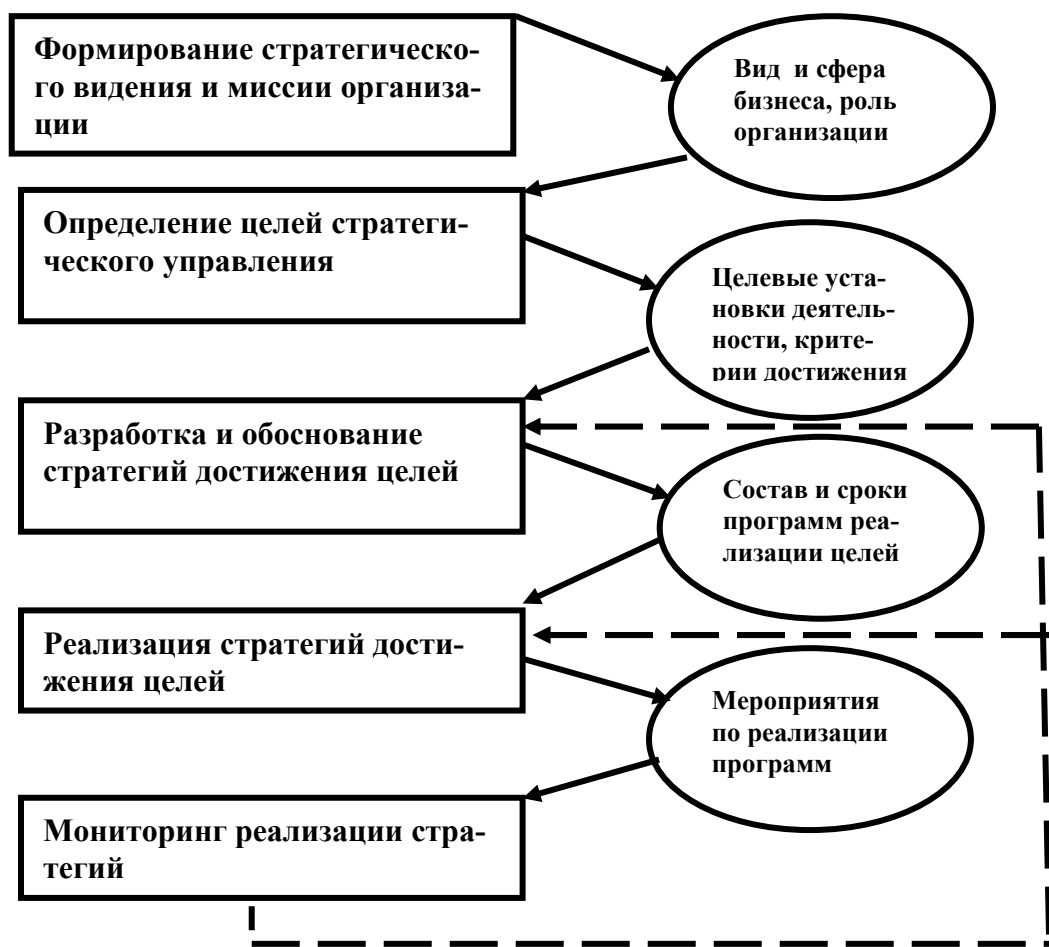 Формирование стратегическо-
го видения и миссии организа-
ции
Вид и сфера
бизнеса, роль
организации
Определение целей стратеги-
ческого управления
Целевые уста-
новки деятель-
ности, крите-
рии достижения
Разработка и обоснование
стратегий достижения целей
Состав и сроки
программ реа-
лизации целей
Реализация стратегий дости-
жения целей
Мероприятия
по реализации
программ
Мониторинг реализации стра-
тегий